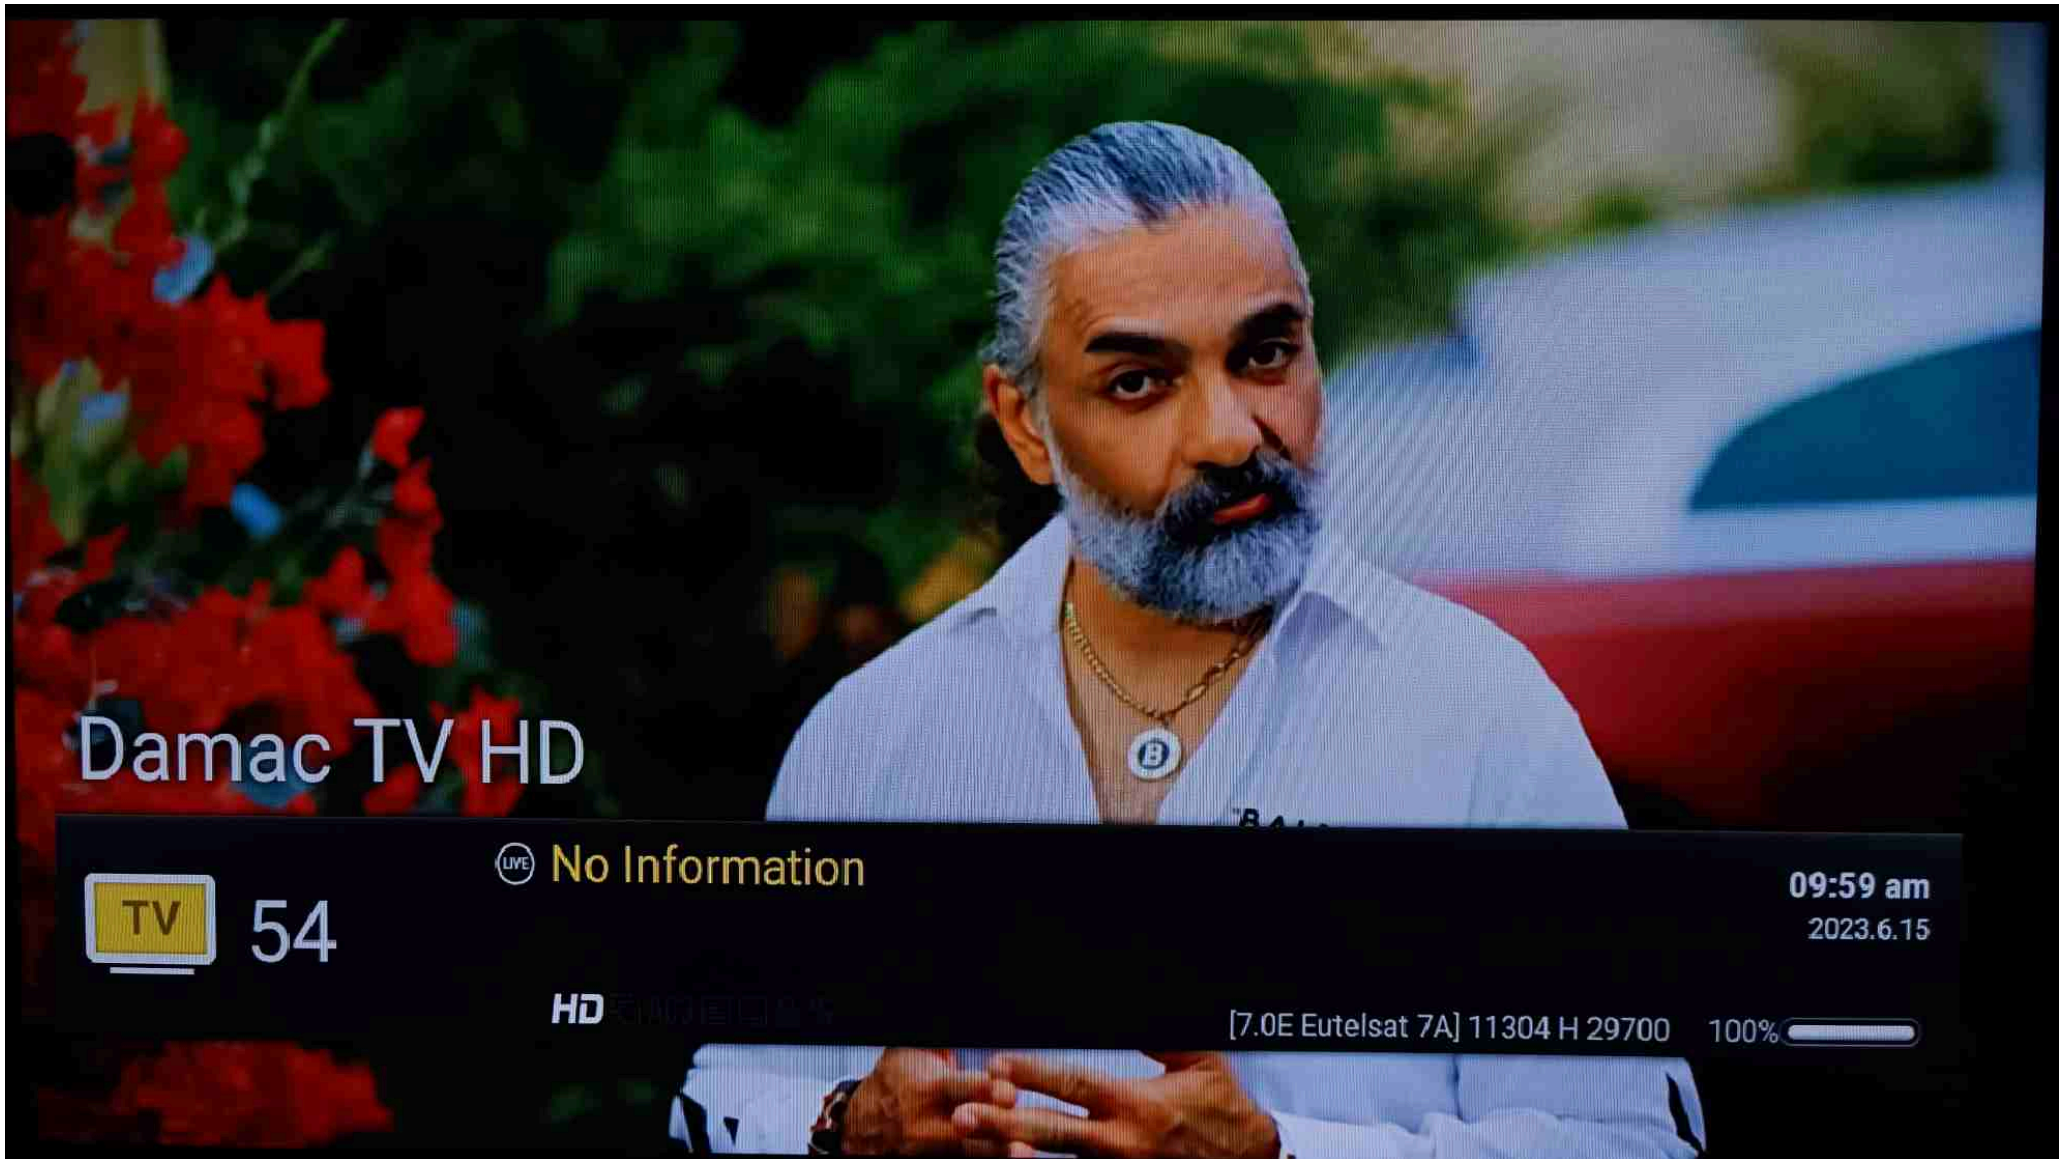 Damac TV HD
LIVE No Information
TV 54
09:59 am
2023.6.15
HD
[7.0E Eutelsat 7A] 11304 H 29700 100%
B